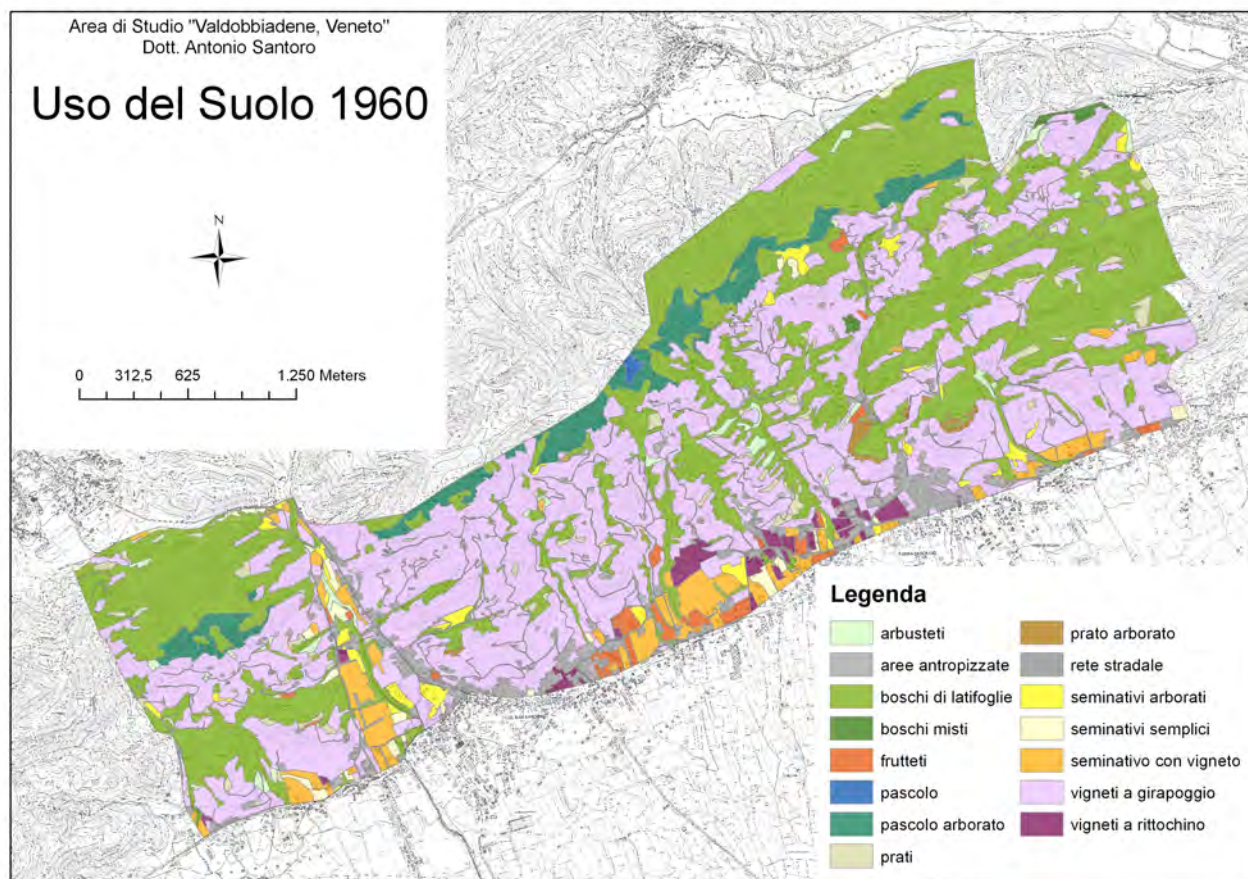 Area di Studio "Valdobbiadene, Veneto"
Dott. Antonio Santoro
Uso del Suolo 1960
N
0 312,5 625 1.250 Meters
Legenda
arbusteti
aree antropizzate
boschi di latifoglie
boschi misti
frutteti
pascolo
pascolo arborato
prati
prato arborato
rete stradale
seminativi arborati
seminativi semplici
seminativo con vigneto
vigneti a girapoggio
vigneti a rittochino